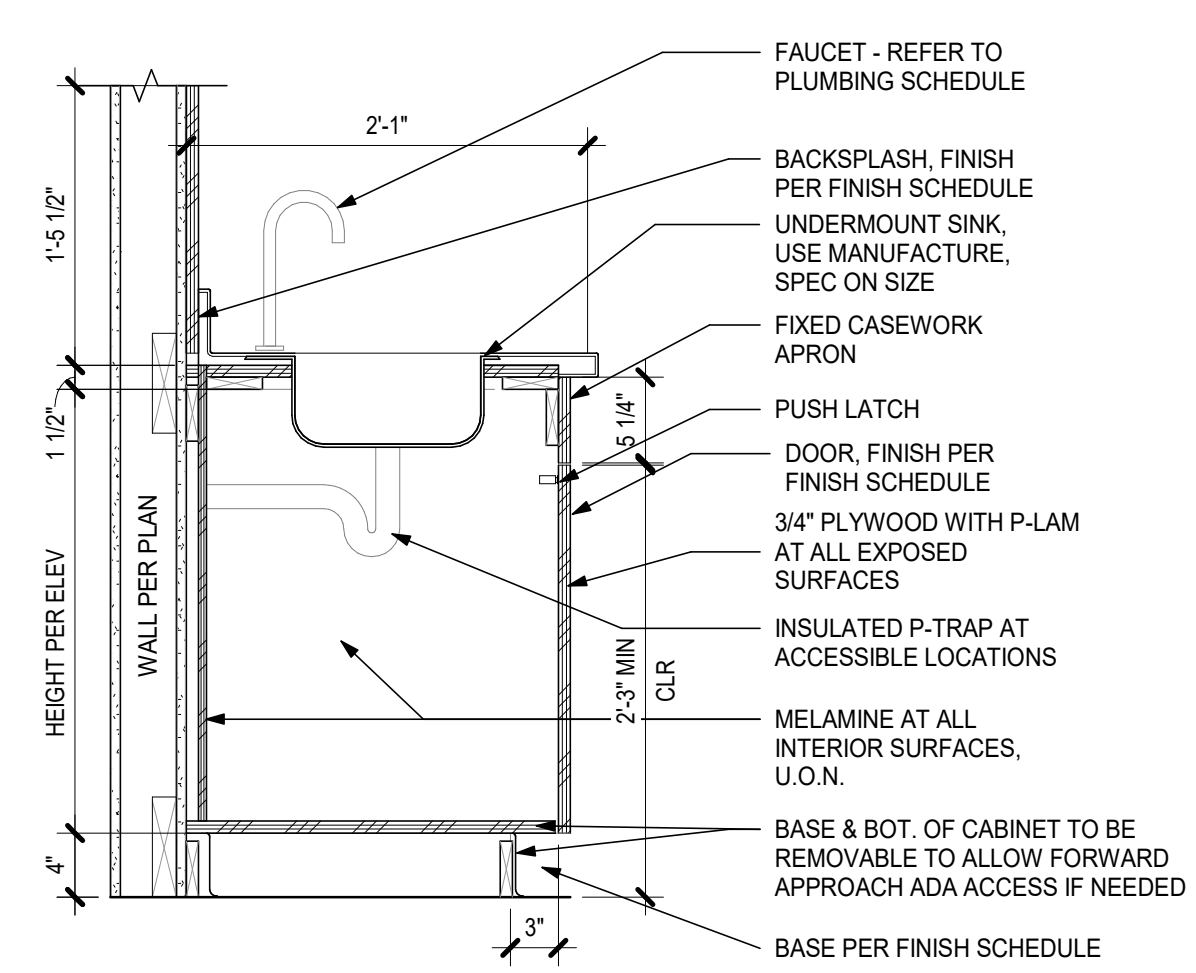 FAUCET - REFER TO
PLUMBING SCHEDULE
2'-1"
BACKSPLASH, FINISH
PER FINISH SCHEDULE
1'-5 1/2"
UNDERMOUNT SINK,
USE MANUFACTURE,
SPEC ON SIZE
FIXED CASEWORK
APRON
1 1/2"
5 1/4"
PUSH LATCH
DOOR, FINISH PER
FINISH SCHEDULE
3/4" PLYWOOD WITH P-LAM
AT ALL EXPOSED
SURFACES
HEIGHT PER ELEV
WALL PER PLAN
INSULATED P-TRAP AT
ACCESSIBLE LOCATIONS
2'-3" MIN
CLR
MELAMINE AT ALL
INTERIOR SURFACES,
U.O.N.
4"
BASE & BOT. OF CABINET TO BE
REMOVABLE TO ALLOW FORWARD
APPROACH ADA ACCESS IF NEEDED
3"
BASE PER FINISH SCHEDULE